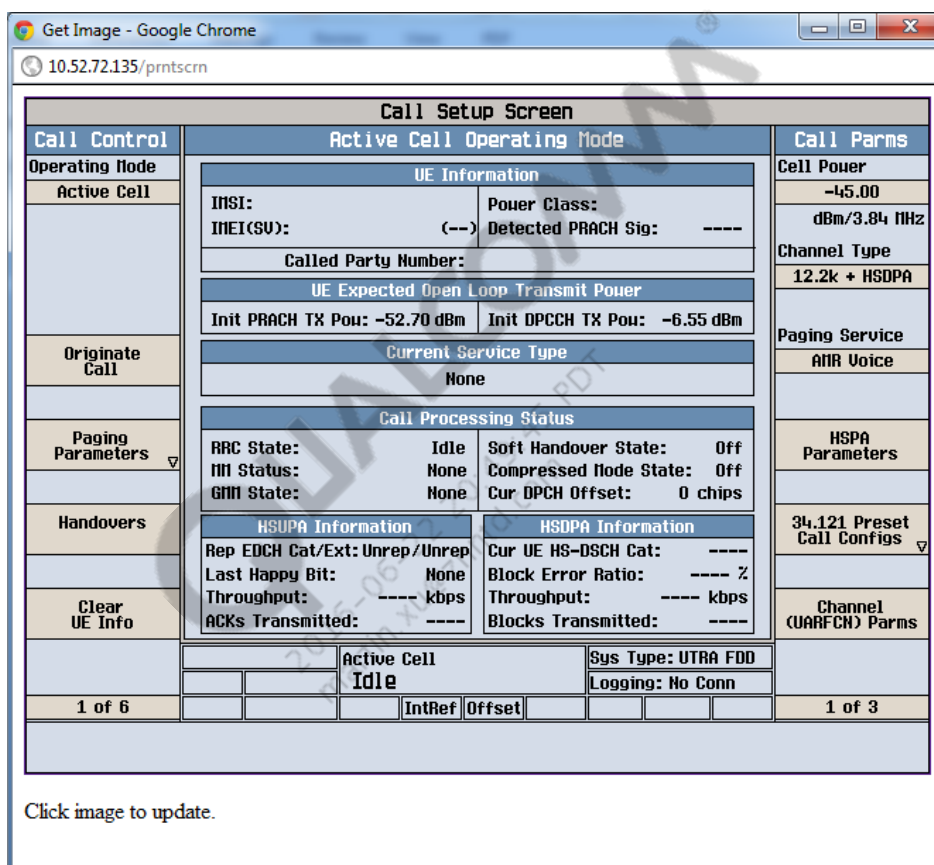 Get Image - Google Chrome
10.52.72.135/prntscrn
Call Setup Screen
Call Control
Active Cell Operating Mode
Call Parms
Operating Mode
Active Cell
Originate
Call
Paging
Parameters
Handovers
Clear
UE Info
1 of 6
UE Information
IMSI:
Power Class:
IMEI(SV): (--)
Detected PRACH Sig: ----
Called Party Number:
UE Expected Open Loop Transmit Power
Init PRACH TX Pow: -52.70 dBm
Init DPCCH TX Pow: -6.55 dBm
Current Service Type
None
Call Processing Status
RRC State: Idle
MM Status: None
GMM State: None
Soft Handover State: Off
Compressed Mode State: Off
Cur DPCH Offset: 0 chips
HSUPA Information
Rep EDCH Cat/Ext: Unrep/Unrep
Last Happy Bit: None
Throughput: ---- kbps
ACKs Transmitted: ----
HSDPA Information
Cur UE HS-DSCH Cat: ----
Block Error Ratio: ---- %
Throughput: ---- kbps
Blocks Transmitted: ----
Active Cell
Idle
Sys Type: UTRA FDD
Logging: No Conn
IntRef
Offset
Cell Power
-45.00
dBm/3.84 MHz
Channel Type
12.2k + HSDPA
Paging Service
AMR Voice
HSPA
Parameters
34.121 Preset
Call Configs
Channel
(UARFCN) Parms
1 of 3
Click image to update.
QUALCOMM